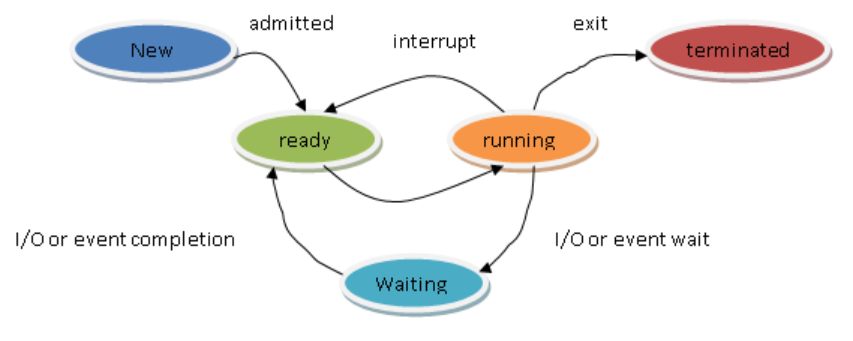 admitted
exit
interrupt
New
terminated
ready
running
I/O or event completion
I/O or event wait
Waiting